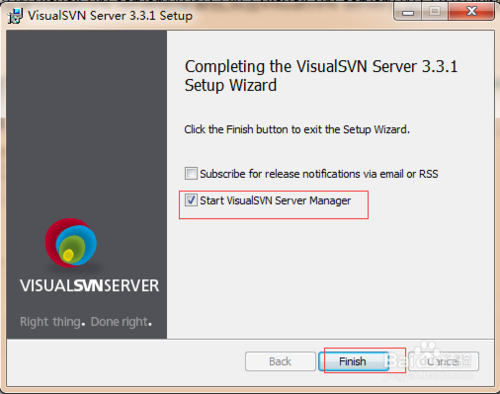 VisualSVN Server 3.3.1 Setup
Completing the VisualSVN Server 3.3.1
Setup Wizard
Click the Finish button to exit the Setup Wizard.
Subscribe for release notifications via email or RSS
Start VisualSVN Server Manager
VISUALSVNSERVER
Right thing. Done right.
Back
Finish
Cancel